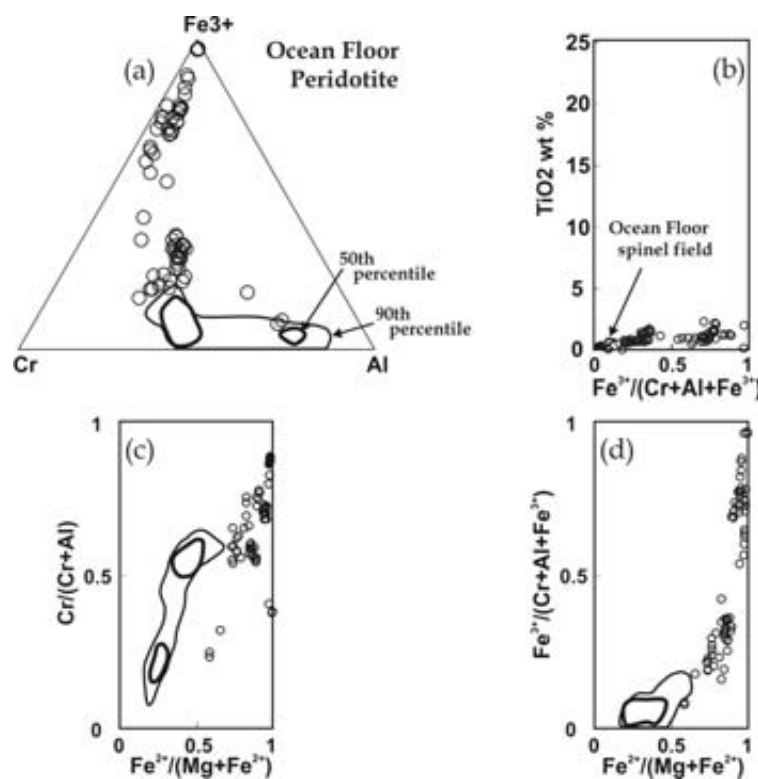 Fe3+
(a)
Ocean Floor
Peridotite
50th
percentile
90th
percentile
Cr
Al
25
20
15
10
5
0
TiO2 wt %
(b)
Ocean Floor
spinel field
0
0.5
1
Fe³⁺/(Cr+Al+Fe³⁺)
1
0.5
0
Cr/(Cr+Al)
(c)
0
0.5
1
Fe²⁺/(Mg+Fe²⁺)
1
0.5
0
Fe³⁺/(Cr+Al+Fe³⁺)
(d)
0
0.5
1
Fe²⁺/(Mg+Fe²⁺)